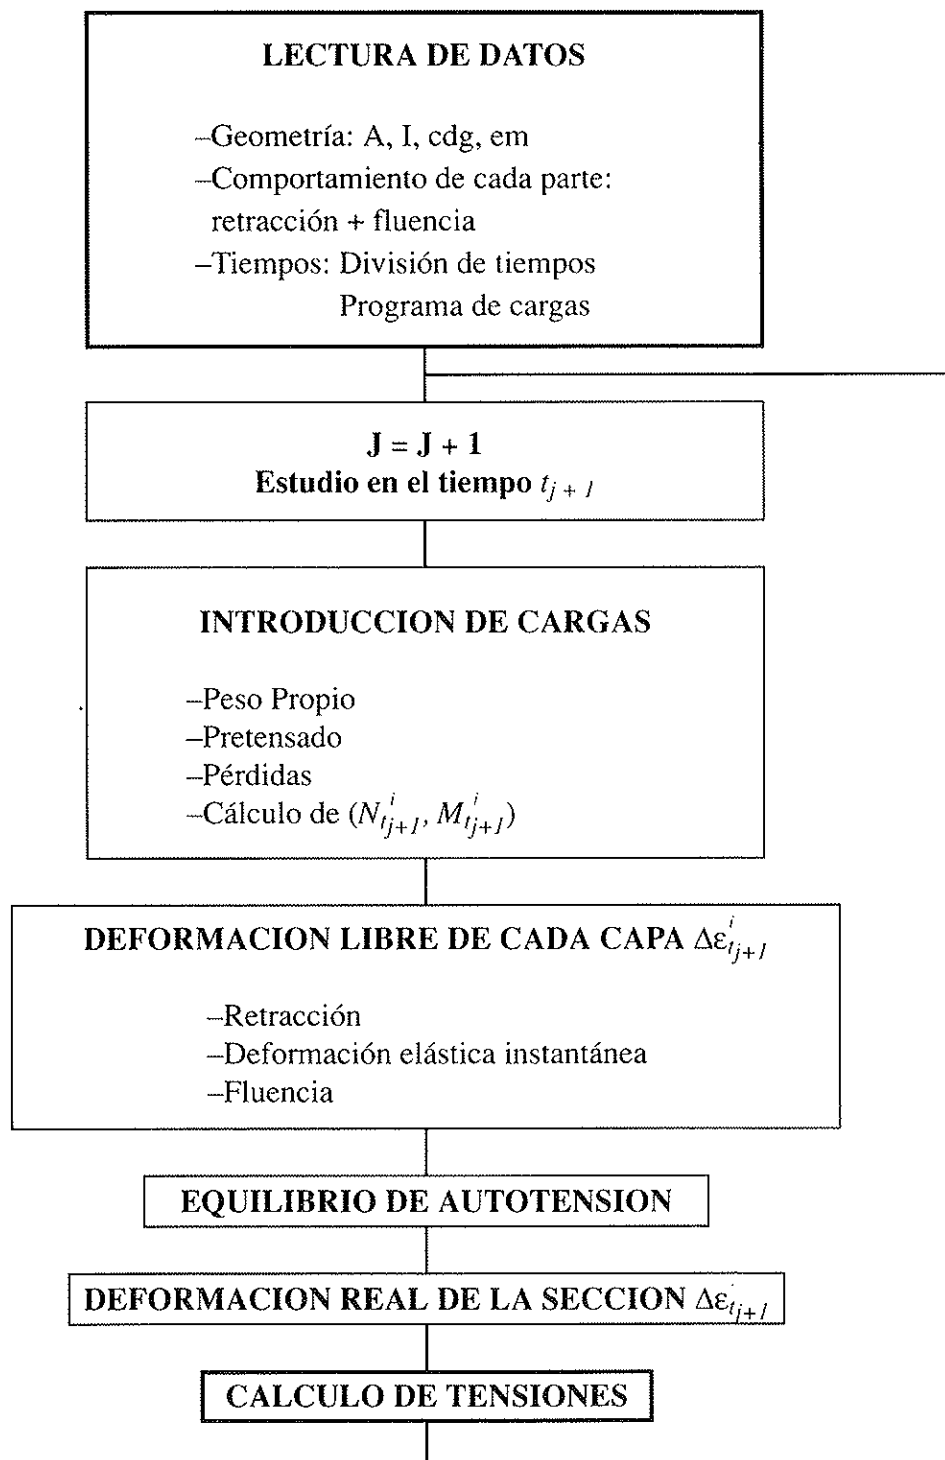 LECTURA DE DATOS
–Geometría: A, I, cdg, em
–Comportamiento de cada parte:
retracción + fluencia
–Tiempos: División de tiempos
Programa de cargas
J = J + 1
Estudio en el tiempo t_{j + 1}
INTRODUCCION DE CARGAS
–Peso Propio
–Pretensado
–Pérdidas
–Cálculo de (N^i_{t_{j+1}}, M^i_{t_{j+1}})
DEFORMACION LIBRE DE CADA CAPA Δε^i_{t_{j+1}}
–Retracción
–Deformación elástica instantánea
–Fluencia
EQUILIBRIO DE AUTOTENSION
DEFORMACION REAL DE LA SECCION Δε^i_{t_{j+1}}
CALCULO DE TENSIONES